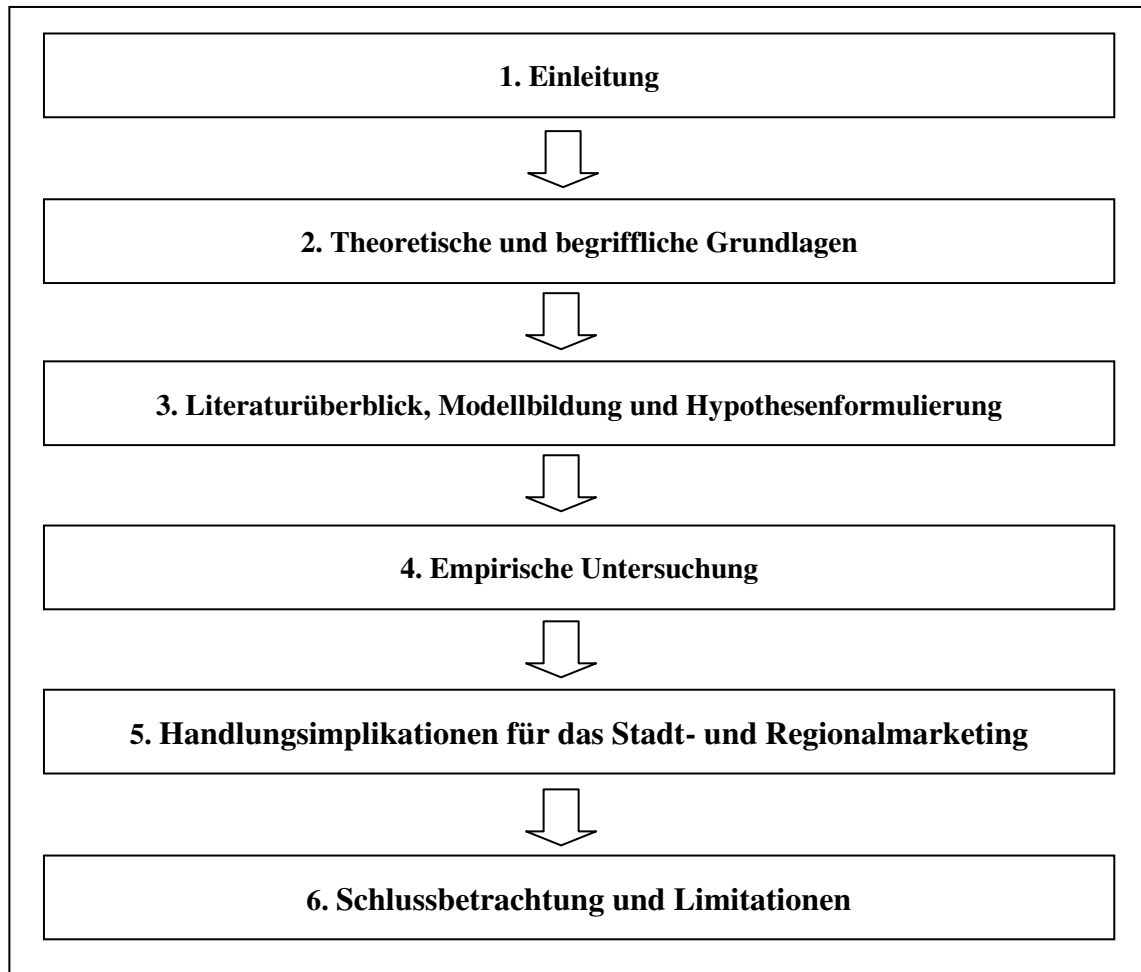 1. Einleitung
2. Theoretische und begriffliche Grundlagen
3. Literaturüberblick, Modellbildung und Hypothesenformulierung
4. Empirische Untersuchung
5. Handlungsimplikationen für das Stadt- und Regionalmarketing
6. Schlussbetrachtung und Limitationen